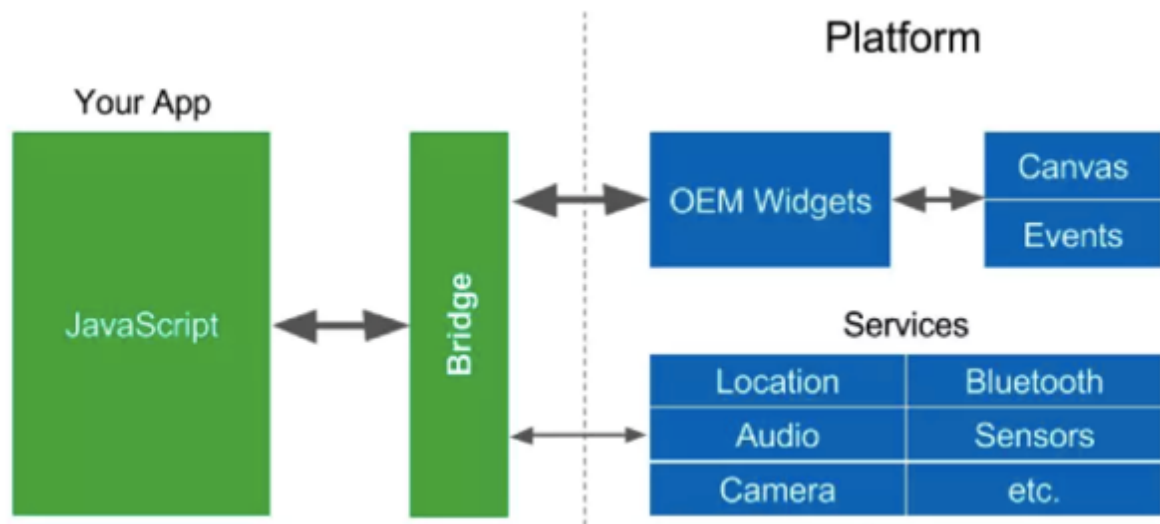 Platform
Your App
JavaScript
Bridge
OEM Widgets
Canvas
Events
Services
Location
Bluetooth
Audio
Sensors
Camera
etc.